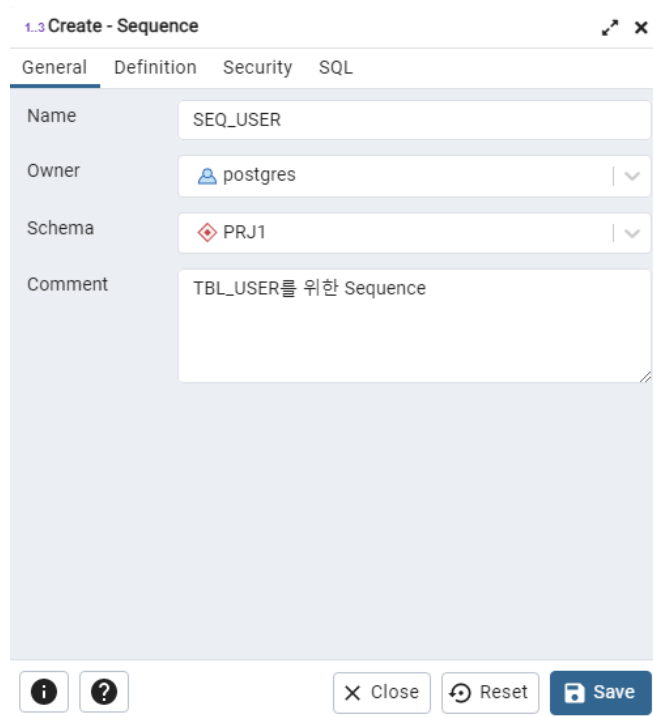 1..3 Create - Sequence
General Definition Security SQL
Name SEQ_USER
Owner postgres
Schema PRJ1
Comment TBL_USER를 위한 Sequence
Close Reset Save